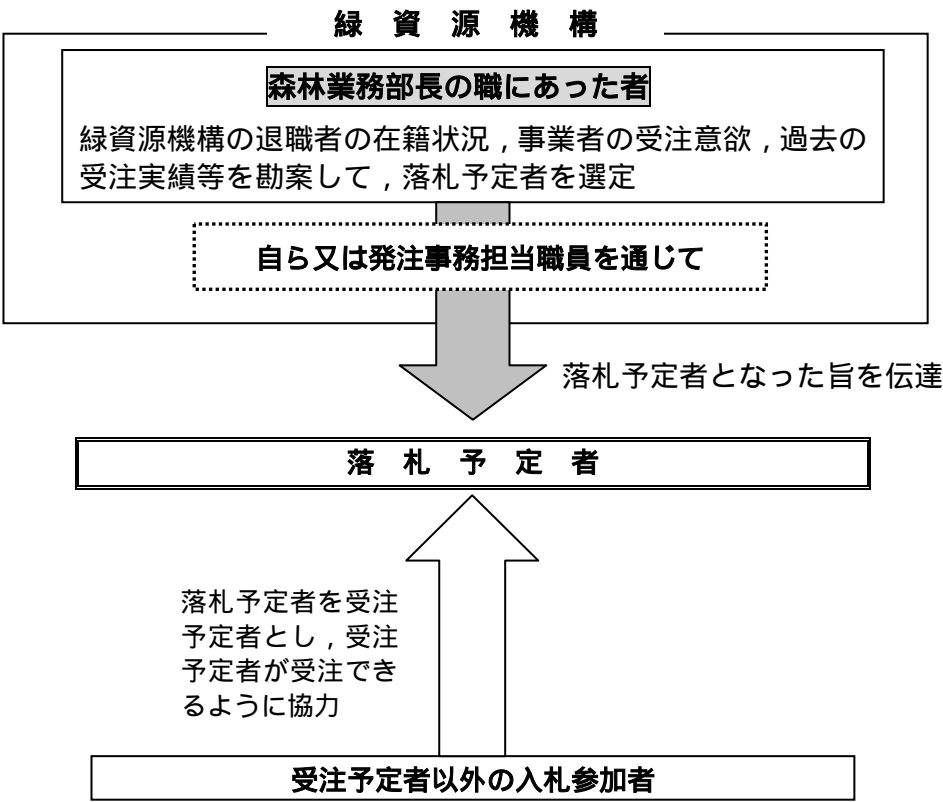 緑資源機構
森林業務部長の職にあった者
緑資源機構の退職者の在籍状況，事業者の受注意欲，過去の
受注実績等を勘案して，落札予定者を選定
自ら又は発注事務担当職員を通じて
落札予定者となった旨を伝達
落札予定者
落札予定者を受注
予定者とし，受注
予定者が受注でき
るように協力
受注予定者以外の入札参加者